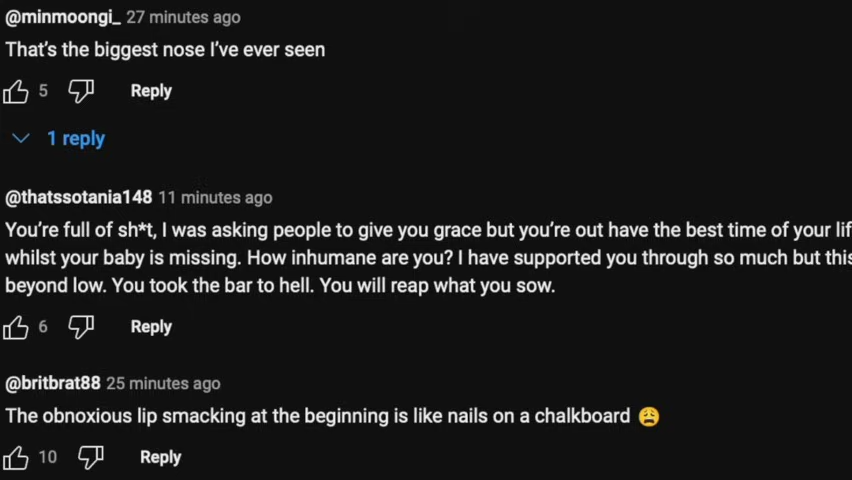 @minmoongi_ 27 minutes ago
That's the biggest nose I've ever seen
5 Reply
1 reply
@thatssotania148 11 minutes ago
You're full of sh*t, I was asking people to give you grace but you're out have the best time of your lif
whilst your baby is missing. How inhumane are you? I have supported you through so much but this
beyond low. You took the bar to hell. You will reap what you sow.
6 Reply
@britbrat88 25 minutes ago
The obnoxious lip smacking at the beginning is like nails on a chalkboard 😩
10 Reply